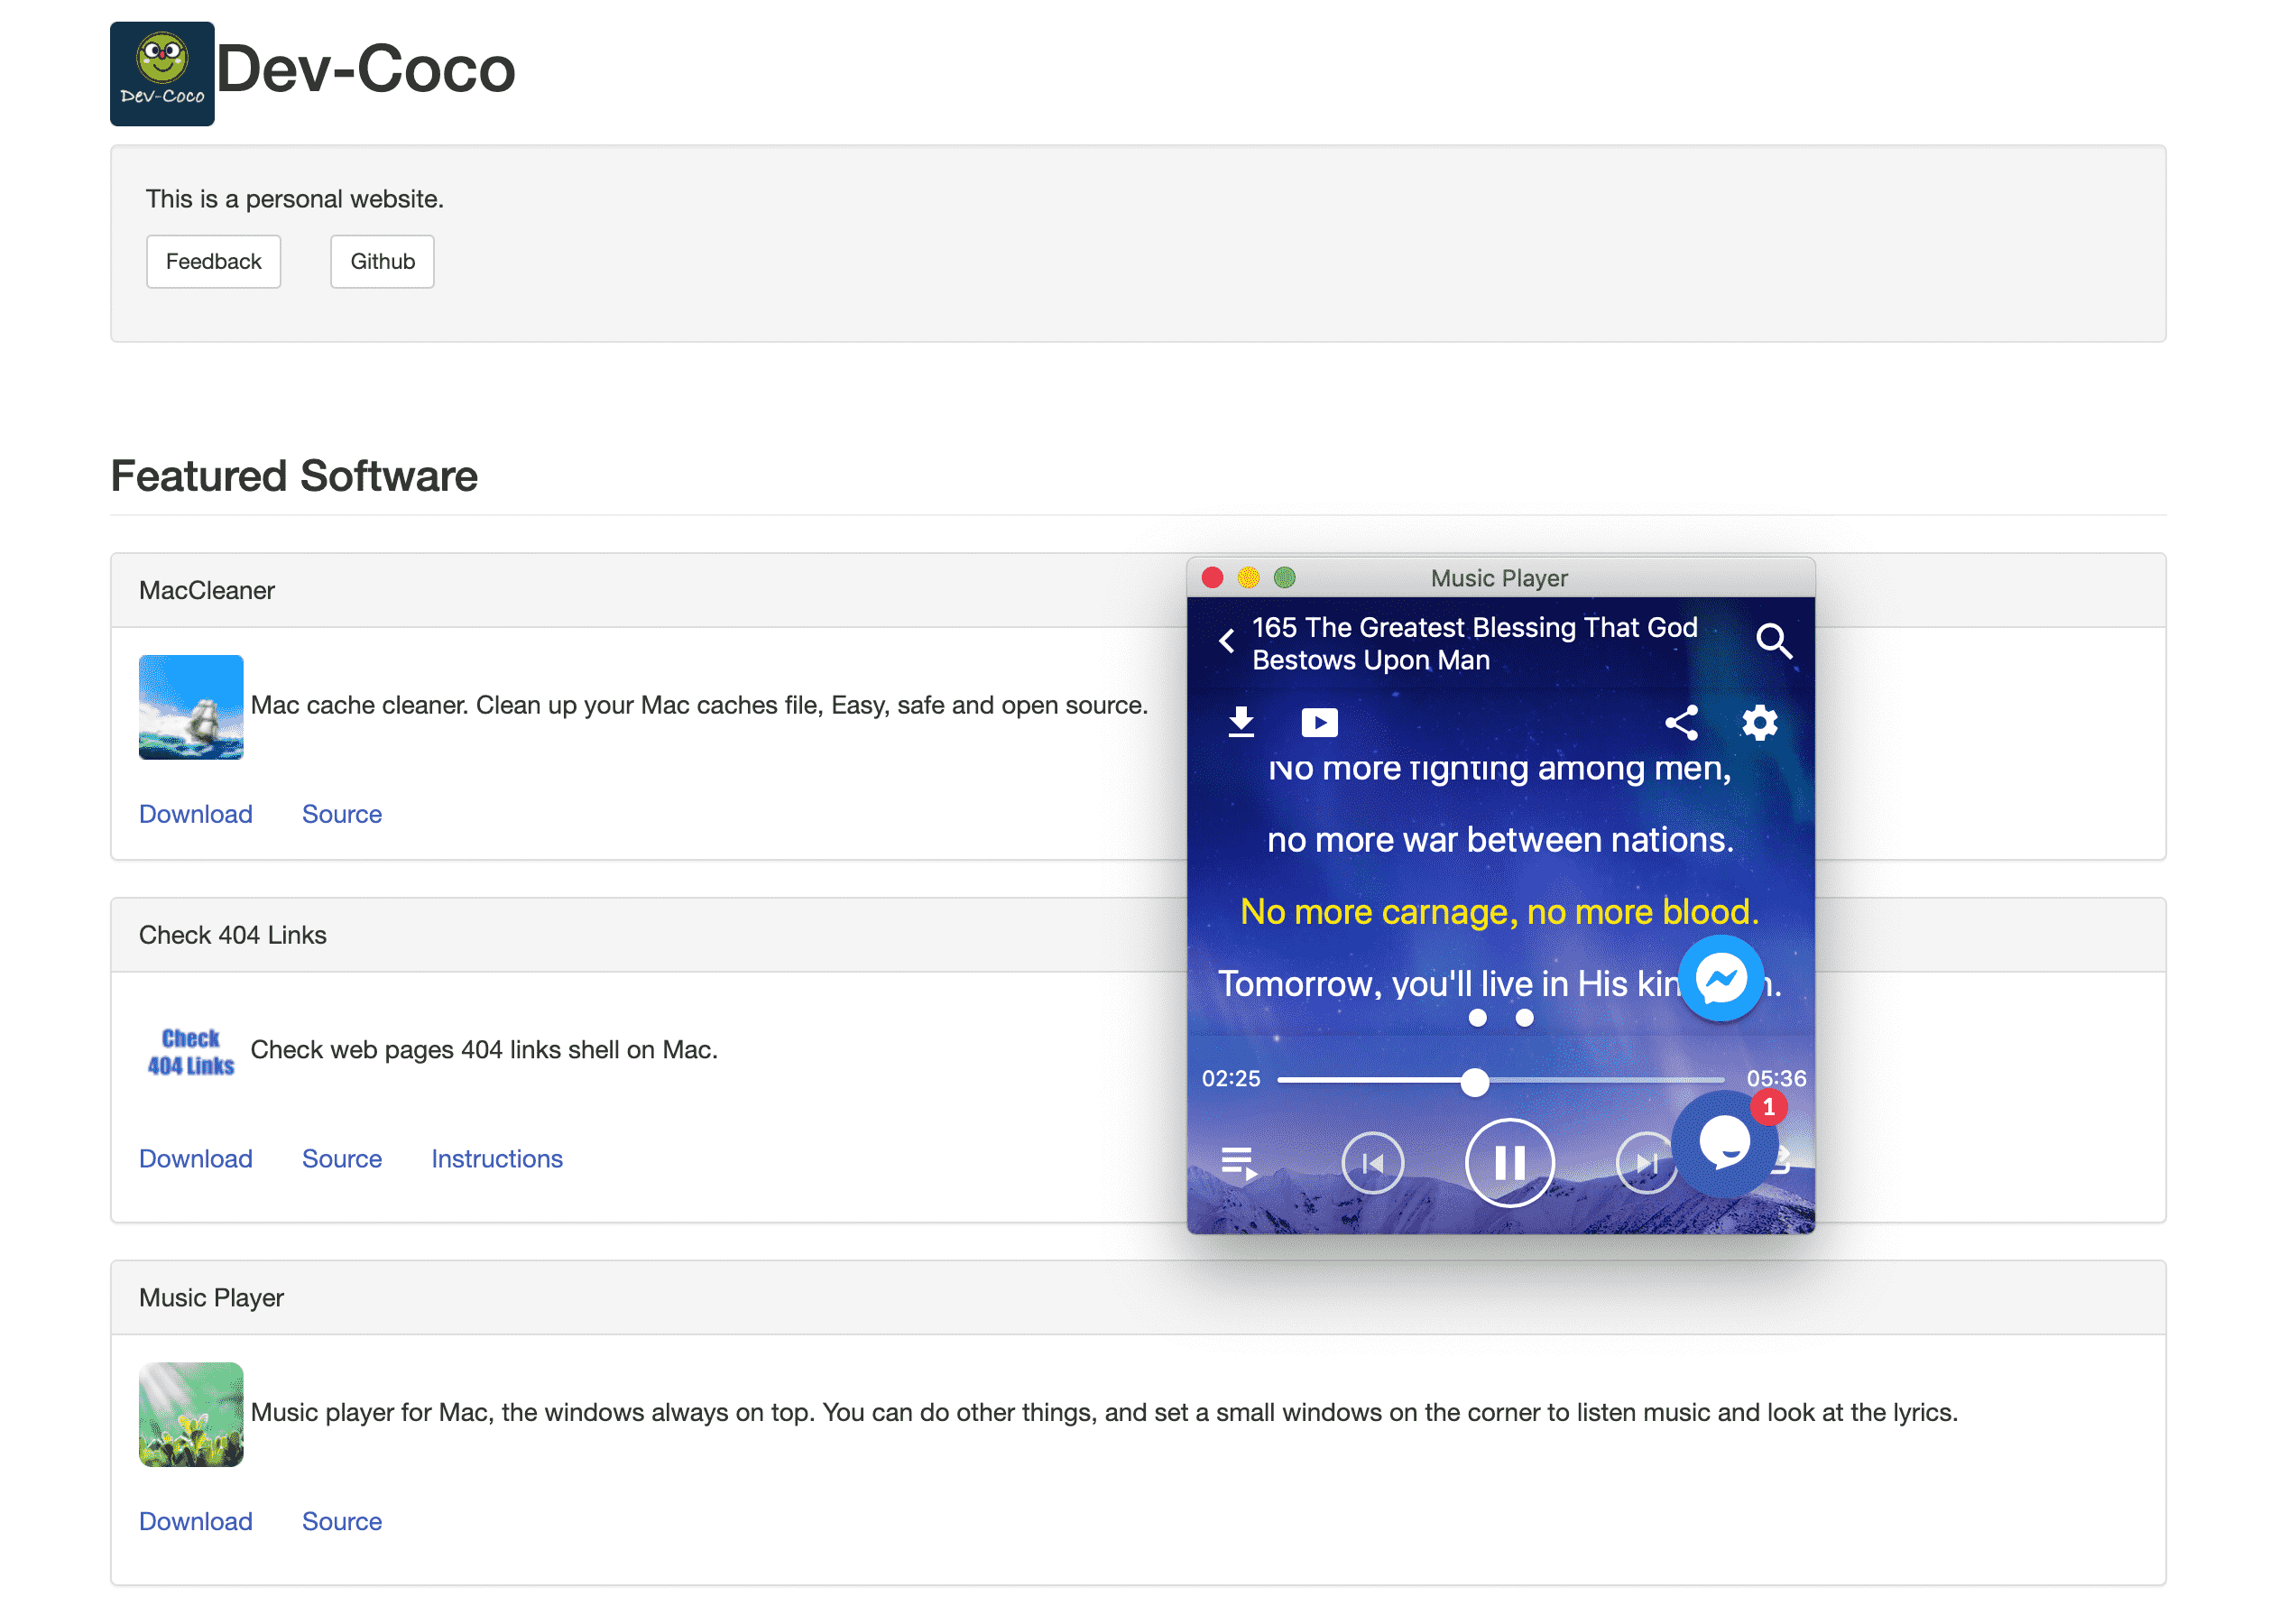 Dev-Coco
Dev-Coco
This is a personal website.
Feedback
Github
Featured Software
MacCleaner
Mac cache cleaner. Clean up your Mac caches file, Easy, safe and open source.
Download
Source
Check 404 Links
Check
404 Links
Check web pages 404 links shell on Mac.
Download
Source
Instructions
Music Player
Music player for Mac, the windows always on top. You can do other things, and set a small windows on the corner to listen music and look at the lyrics.
Download
Source
Music Player
165 The Greatest Blessing That God
Bestows Upon Man
No more fighting among men,
no more war between nations.
No more carnage, no more blood.
Tomorrow, you'll live in His
02:25
05:36
1